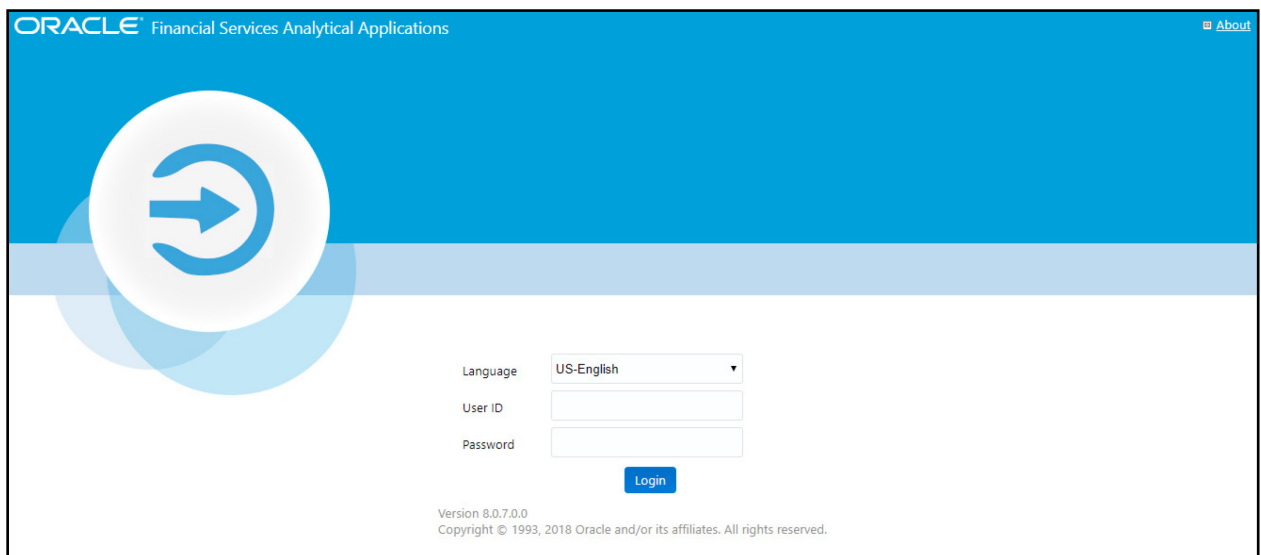 ORACLE® Financial Services Analytical Applications
About
Language US-English
User ID
Password
Login
Version 8.0.7.0.0
Copyright © 1993, 2018 Oracle and/or its affiliates. All rights reserved.